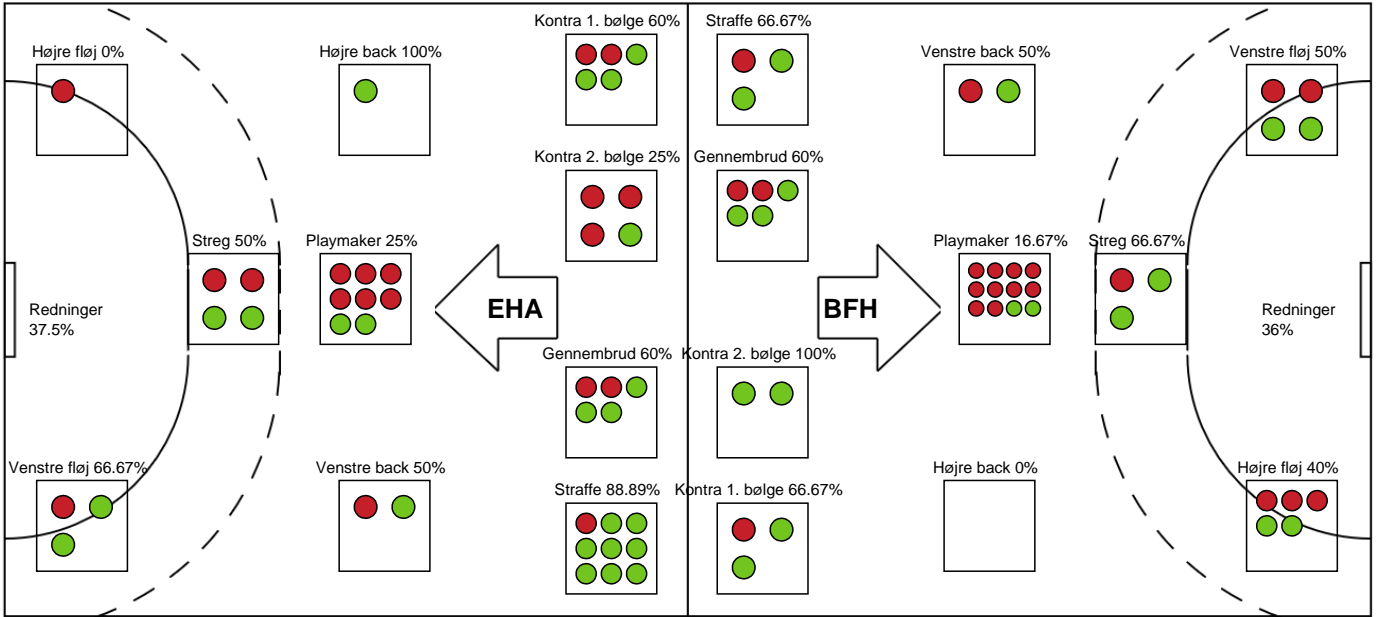 Kontra 1. bølge 60%
Straffe 66.67%
Højre fløj 0%
Højre back 100%
Venstre back 50%
Venstre fløj 50%
Kontra 2. bølge 25%
Gennembrud 60%
Streg 50%
Playmaker 25%
Playmaker 16.67%
Streg 66.67%
Redninger
37.5%
EHA
BFH
Redninger
36%
Gennembrud 60%
Kontra 2. bølge 100%
Venstre fløj 66.67%
Venstre back 50%
Højre back 0%
Højre fløj 40%
Straffe 88.89%
Kontra 1. bølge 66.67%